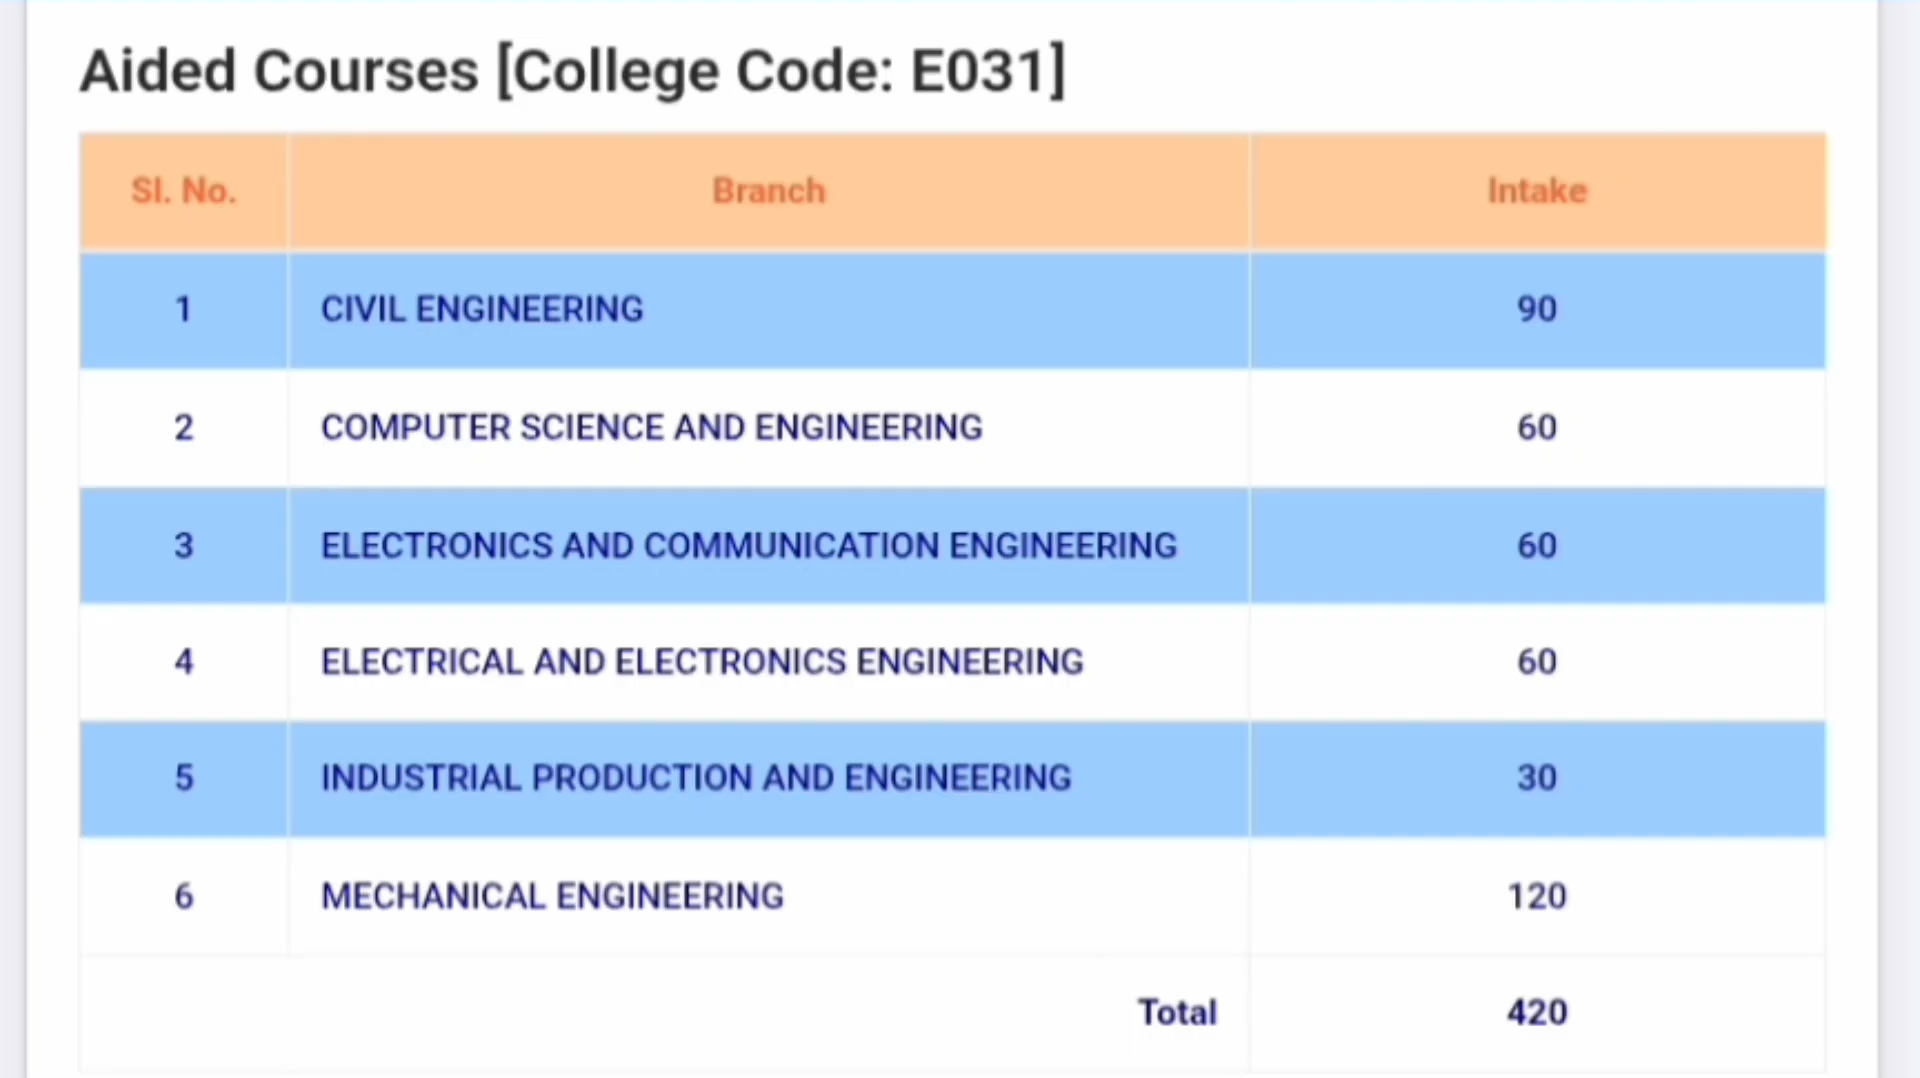 Aided Courses [College Code: E031]
Sl. No. Branch Intake
1 CIVIL ENGINEERING 90
2 COMPUTER SCIENCE AND ENGINEERING 60
3 ELECTRONICS AND COMMUNICATION ENGINEERING 60
4 ELECTRICAL AND ELECTRONICS ENGINEERING 60
5 INDUSTRIAL PRODUCTION AND ENGINEERING 30
6 MECHANICAL ENGINEERING 120
Total 420